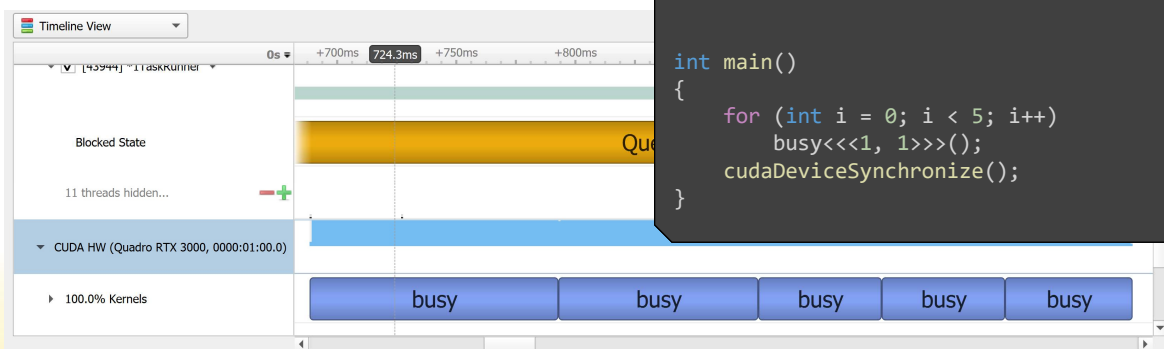 Timeline View
0s
+700ms
724.3ms
+750ms
+800ms
[43944] *1TaskRunner
Blocked State
Que
11 threads hidden...
CUDA HW (Quadro RTX 3000, 0000:01:00.0)
100.0% Kernels
busy busy busy busy busy
int main()
{
    for (int i = 0; i < 5; i++)
        busy<<<1, 1>>>();
    cudaDeviceSynchronize();
}